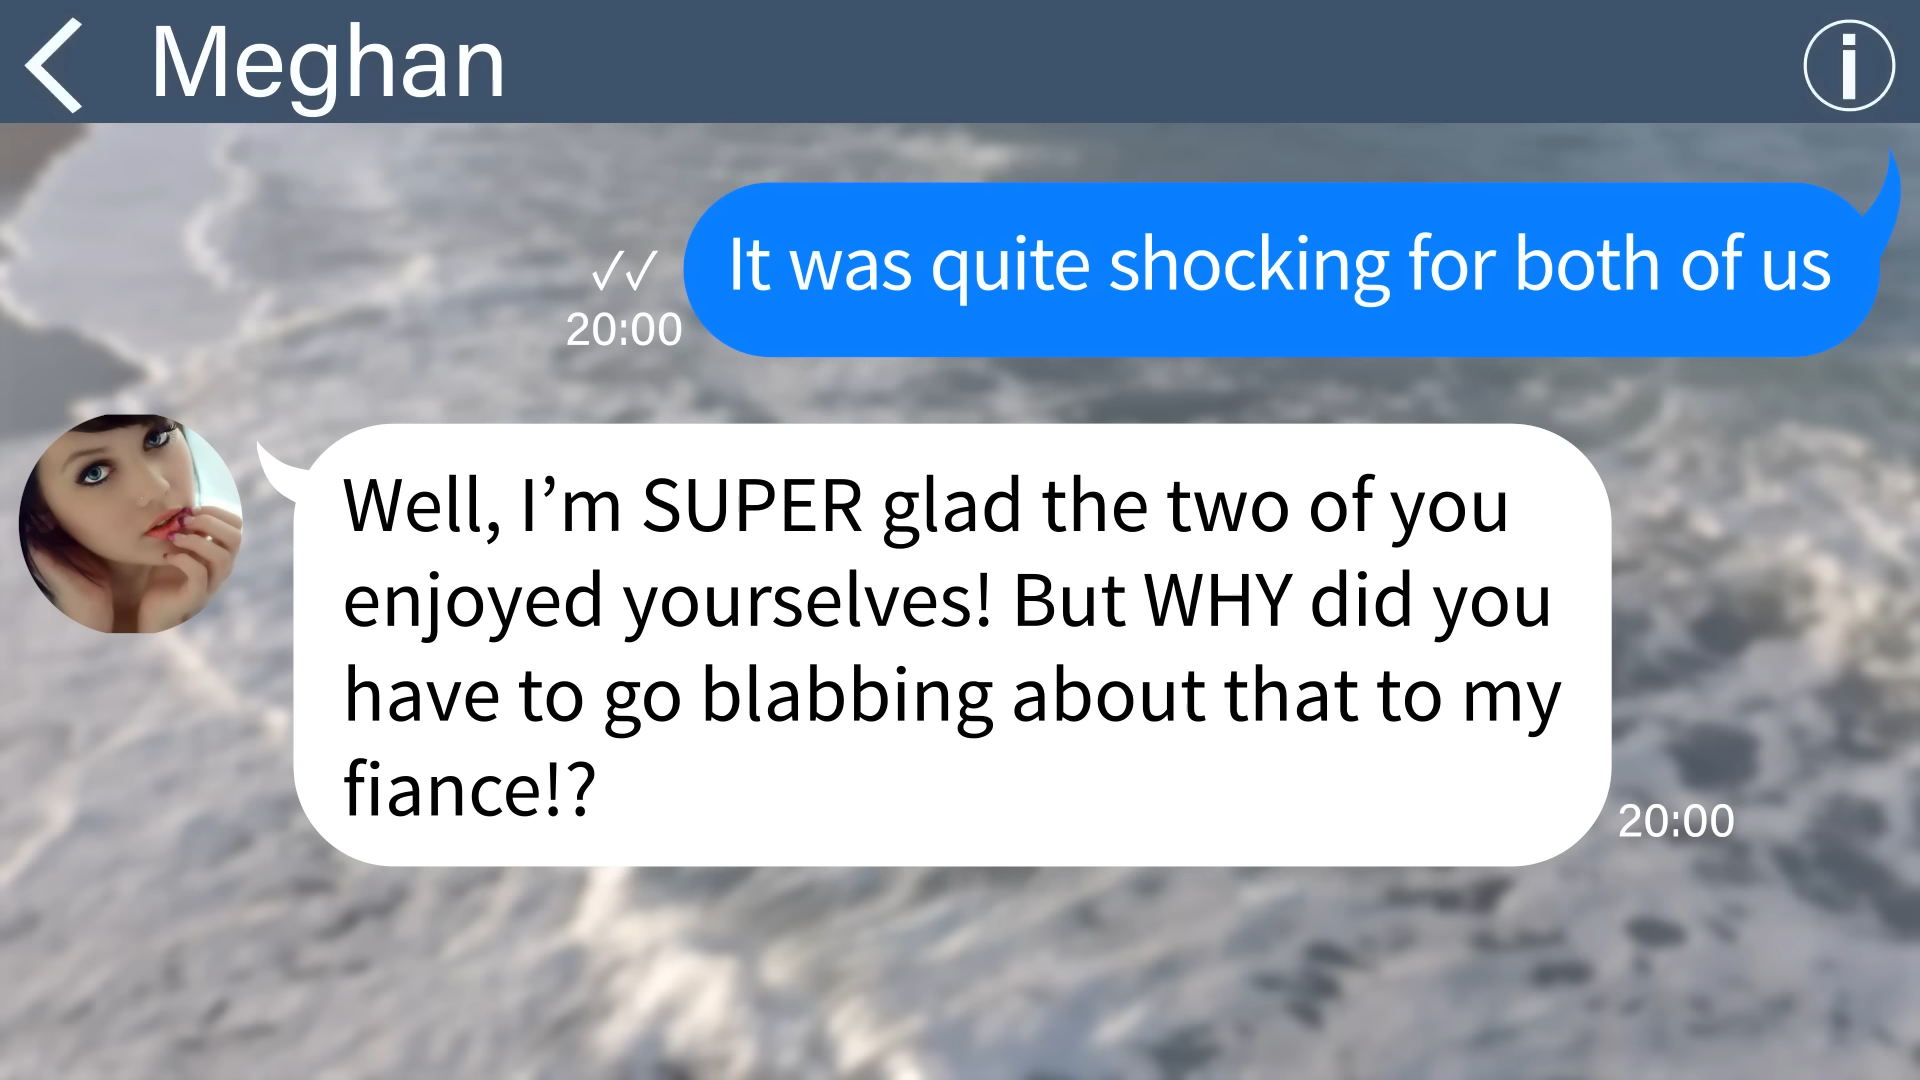 Meghan
It was quite shocking for both of us
✓✓
20:00
Well, I’m SUPER glad the two of you
enjoyed yourselves! But WHY did you
have to go blabbing about that to my
fiance!?
20:00